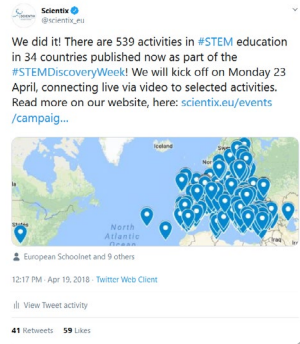 Scientix
@scientix_eu
We did it! There are 539 activities in #STEM education
in 34 countries published now as part of the
#STEMDiscoveryWeek! We will kick off on Monday 23
April, connecting live via video to selected activities.
Read more on our website, here: scientix.eu/events
/campaig...
Iceland
North
Atlantic
Ocean
Iraq
European Schoolnet and 9 others
12:17 PM · Apr 19, 2018 · Twitter Web Client
View Tweet activity
41 Retweets 59 Likes